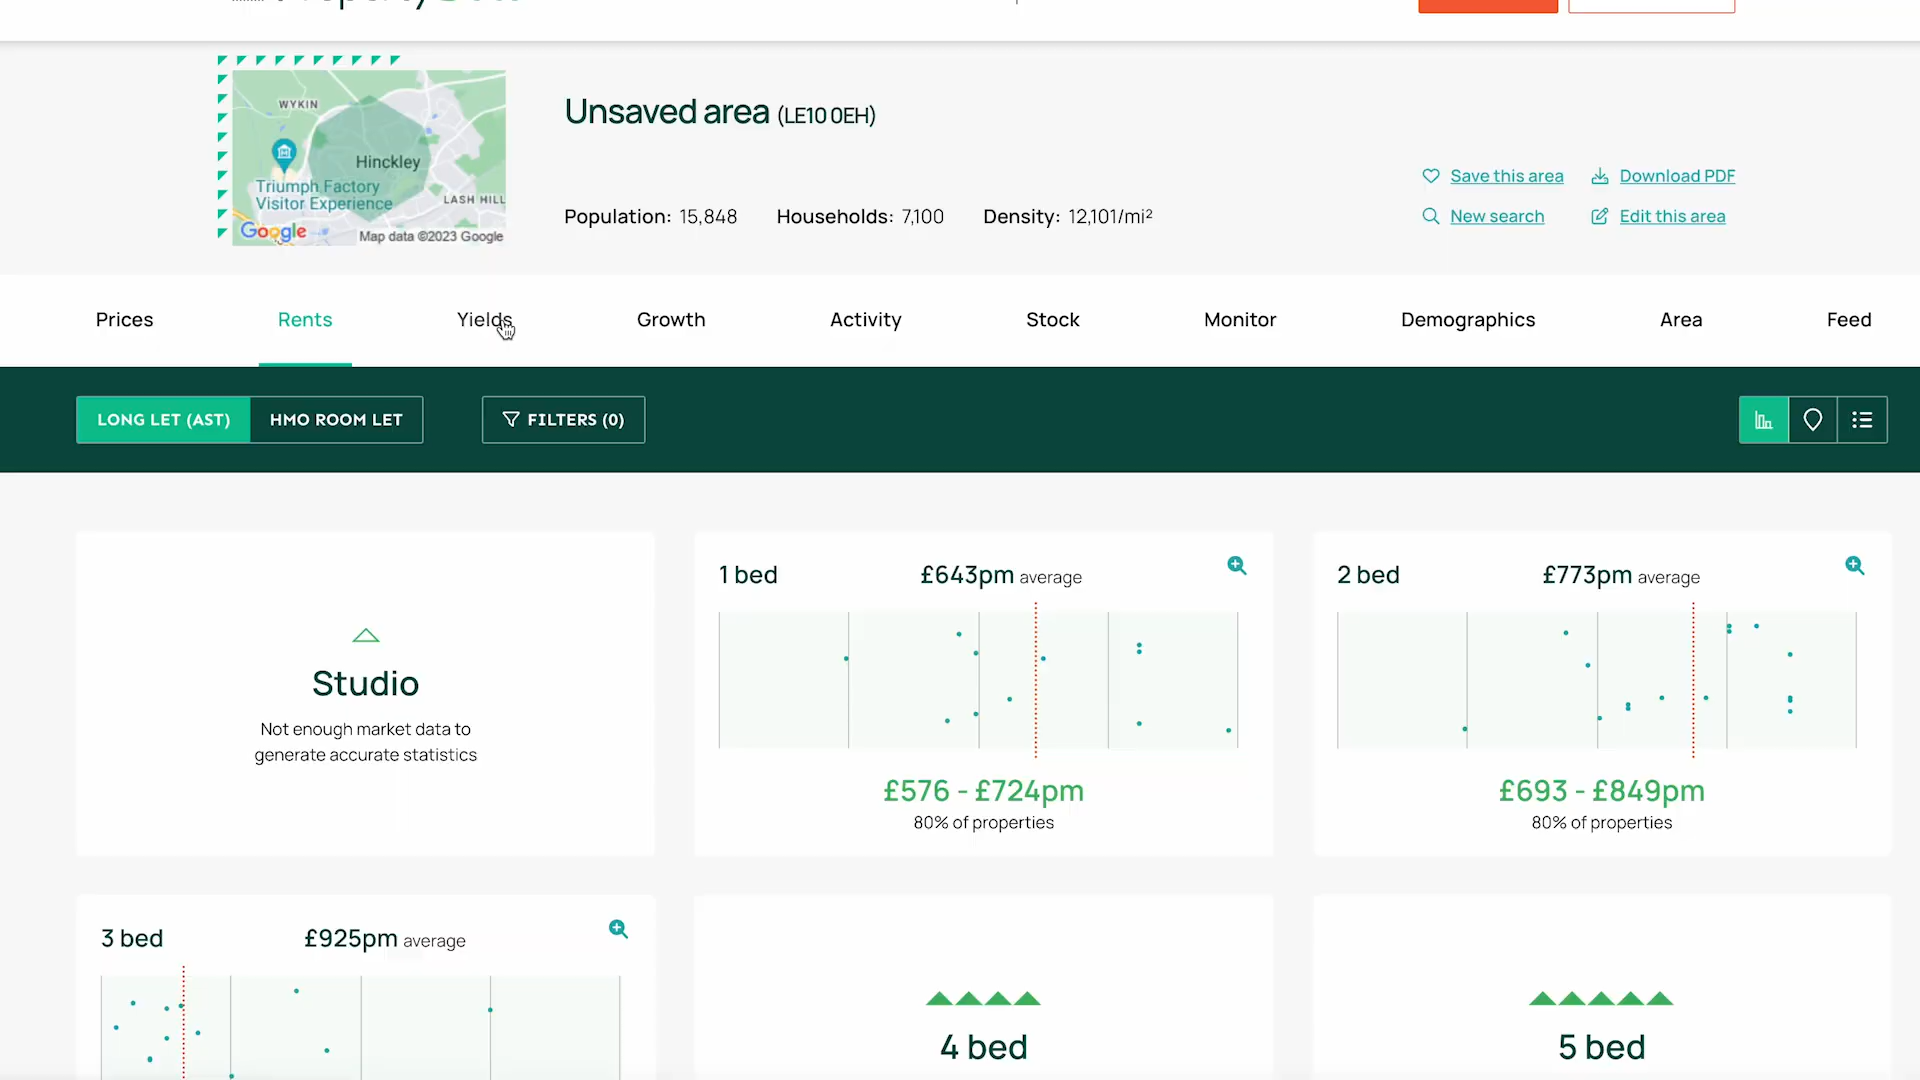 WYKIN
Hinckley
Triumph Factory
Visitor Experience
LASH HILL
Google
Map data ©2023 Google
Unsaved area (LE10 0EH)
Population: 15,848 Households: 7,100 Density: 12,101/mi²
Save this area Download PDF
New search Edit this area
Prices Rents Yields Growth Activity Stock Monitor Demographics Area Feed
LONG LET (AST) HMO ROOM LET FILTERS (0)
Studio
Not enough market data to
generate accurate statistics
1 bed £643pm average
£576 - £724pm
80% of properties
2 bed £773pm average
£693 - £849pm
80% of properties
3 bed £925pm average
4 bed
5 bed